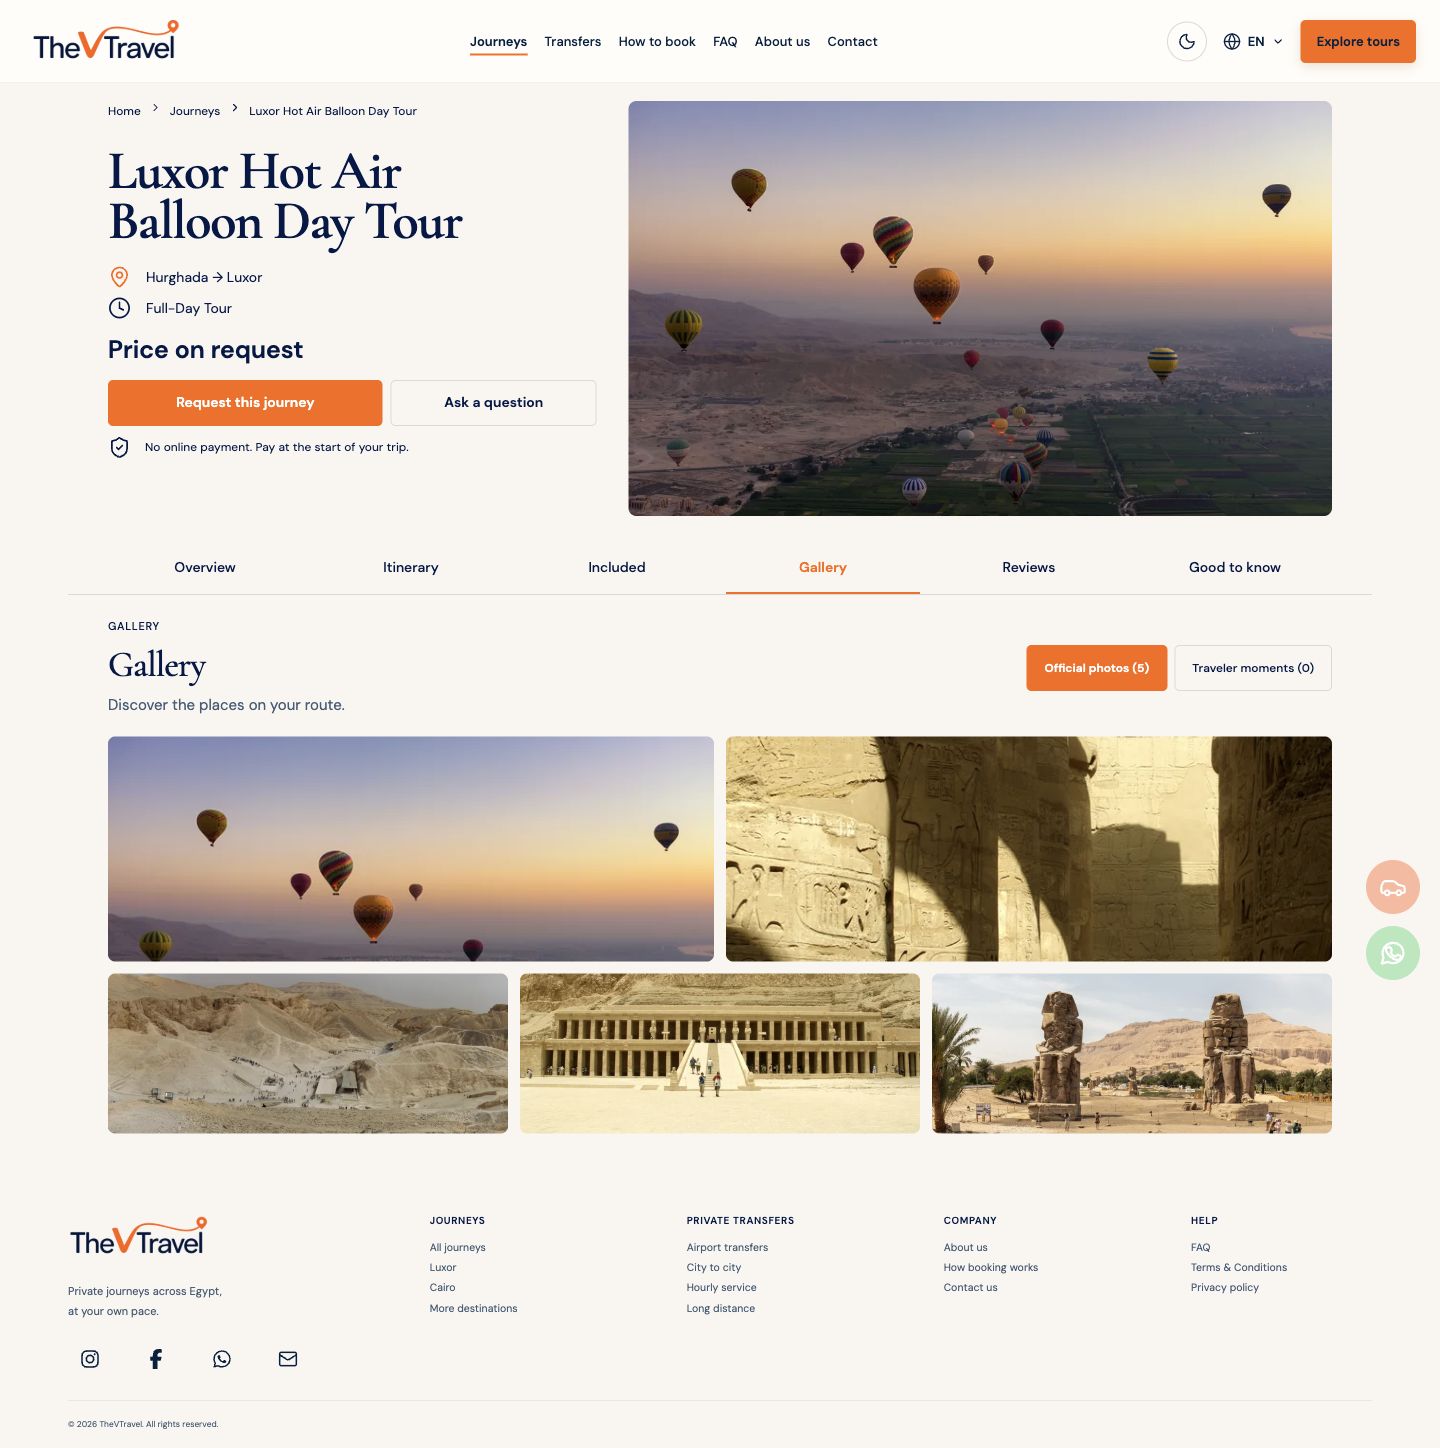 TheVTravel
Journeys
Transfers
How to book
FAQ
About us
Contact
EN
Explore tours
Home > Journeys > Luxor Hot Air Balloon Day Tour
Luxor Hot Air
Balloon Day Tour
Hurghada → Luxor
Full-Day Tour
Price on request
Request this journey
Ask a question
No online payment. Pay at the start of your trip.
Overview
Itinerary
Included
Gallery
Reviews
Good to know
GALLERY
Gallery
Discover the places on your route.
Official photos (5)
Traveler moments (0)
TheVTravel
Private journeys across Egypt,
at your own pace.
JOURNEYS
All journeys
Luxor
Cairo
More destinations
PRIVATE TRANSFERS
Airport transfers
City to city
Hourly service
Long distance
COMPANY
About us
How booking works
Contact us
HELP
FAQ
Terms & Conditions
Privacy policy
© 2026 TheVTravel. All rights reserved.